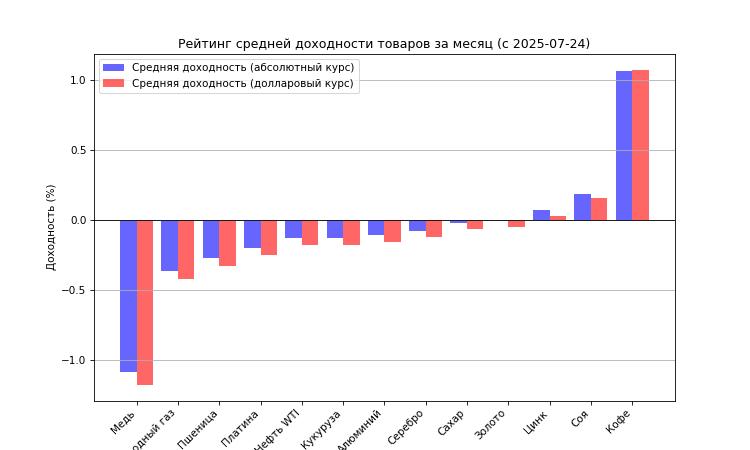 Рейтинг средней доходности товаров за месяц (с 2025-07-24)
Средняя доходность (абсолютный курс)
Средняя доходность (долларовый курс)
Доходность (%)
1.0
0.5
0.0
−0.5
−1.0
Медь
одный газ
Пшеница
Платина
Нефть WTI
Кукуруза
Алюминий
Серебро
Сахар
Золото
Цинк
Соя
Кофе